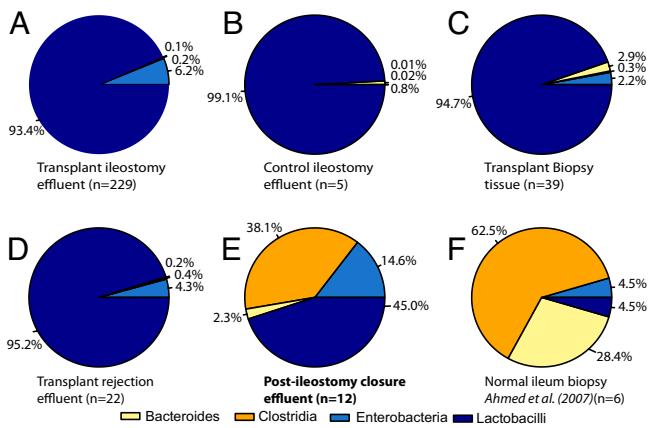 A
0.1%
0.2%
6.2%
93.4%
Transplant ileostomy
effluent (n=229)
B
0.01%
0.02%
0.8%
99.1%
Control ileostomy
effluent (n=5)
C
2.9%
0.3%
2.2%
94.7%
Transplant Biopsy
tissue (n=39)
D
0.2%
0.4%
4.3%
95.2%
Transplant rejection
effluent (n=22)
E
38.1%
14.6%
2.3%
45.0%
Post-ileostomy closure
effluent (n=12)
F
62.5%
4.5%
4.5%
28.4%
Normal ileum biopsy
Ahmed et al. (2007)(n=6)
Bacteroides Clostridia Enterobacteria Lactobacilli